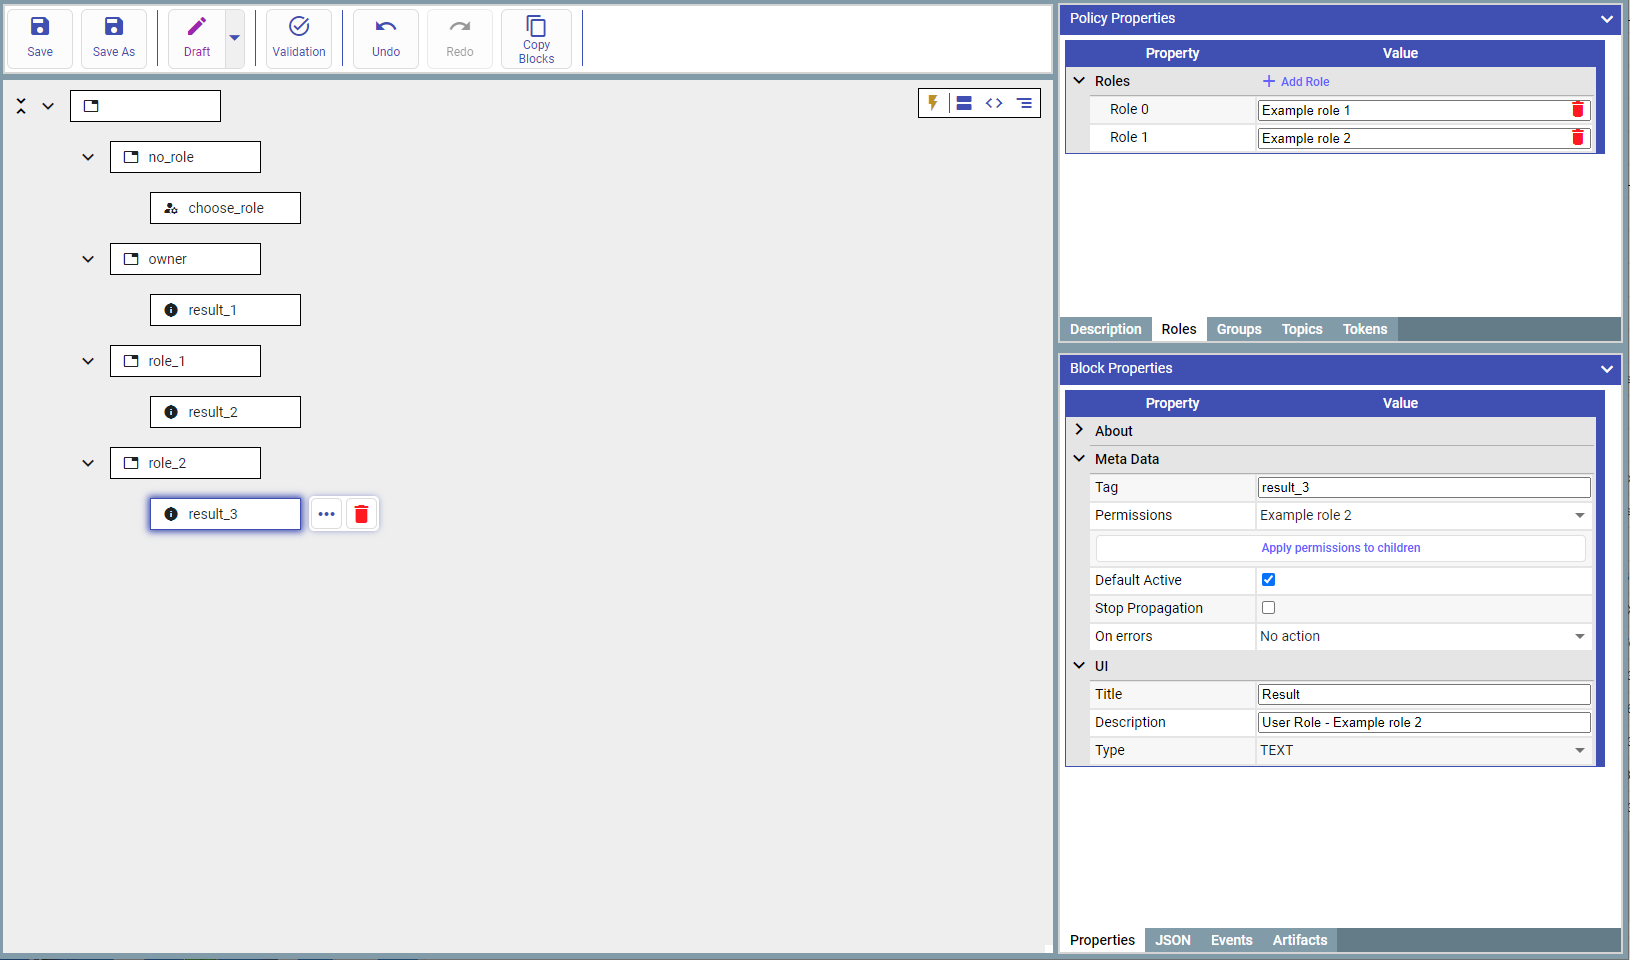 Save
Save As
Draft
Validation
Undo
Redo
Copy
Blocks
no_role
choose_role
owner
result_1
role_1
result_2
role_2
result_3
Policy Properties
Property Value
Roles Add Role
Role 0 Example role 1
Role 1 Example role 2
Description Roles Groups Topics Tokens
Block Properties
Property Value
About
Meta Data
Tag result_3
Permissions Example role 2
Apply permissions to children
Default Active
Stop Propagation
On errors No action
UI
Title Result
Description User Role - Example role 2
Type TEXT
Properties JSON Events Artifacts